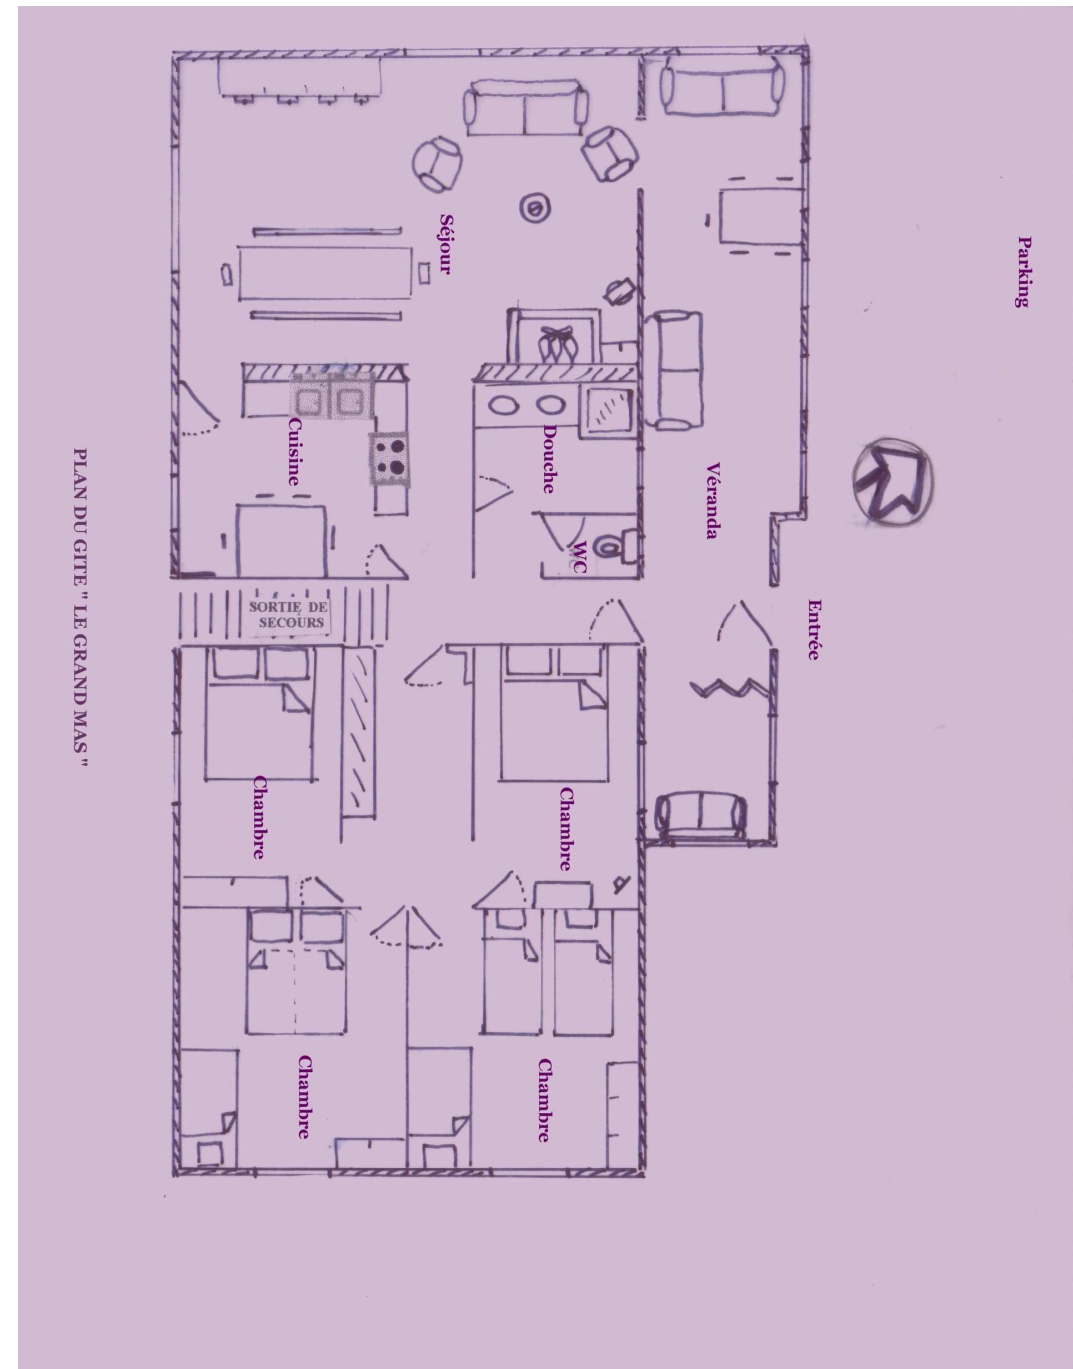 Parking
Séjour
Cuisine
Douche
Véranda
WC
PLAN DU GITE " LE GRAND MAS "
SORTIE DE
SECOURS
Entrée
Chambre
Chambre
Chambre
Chambre